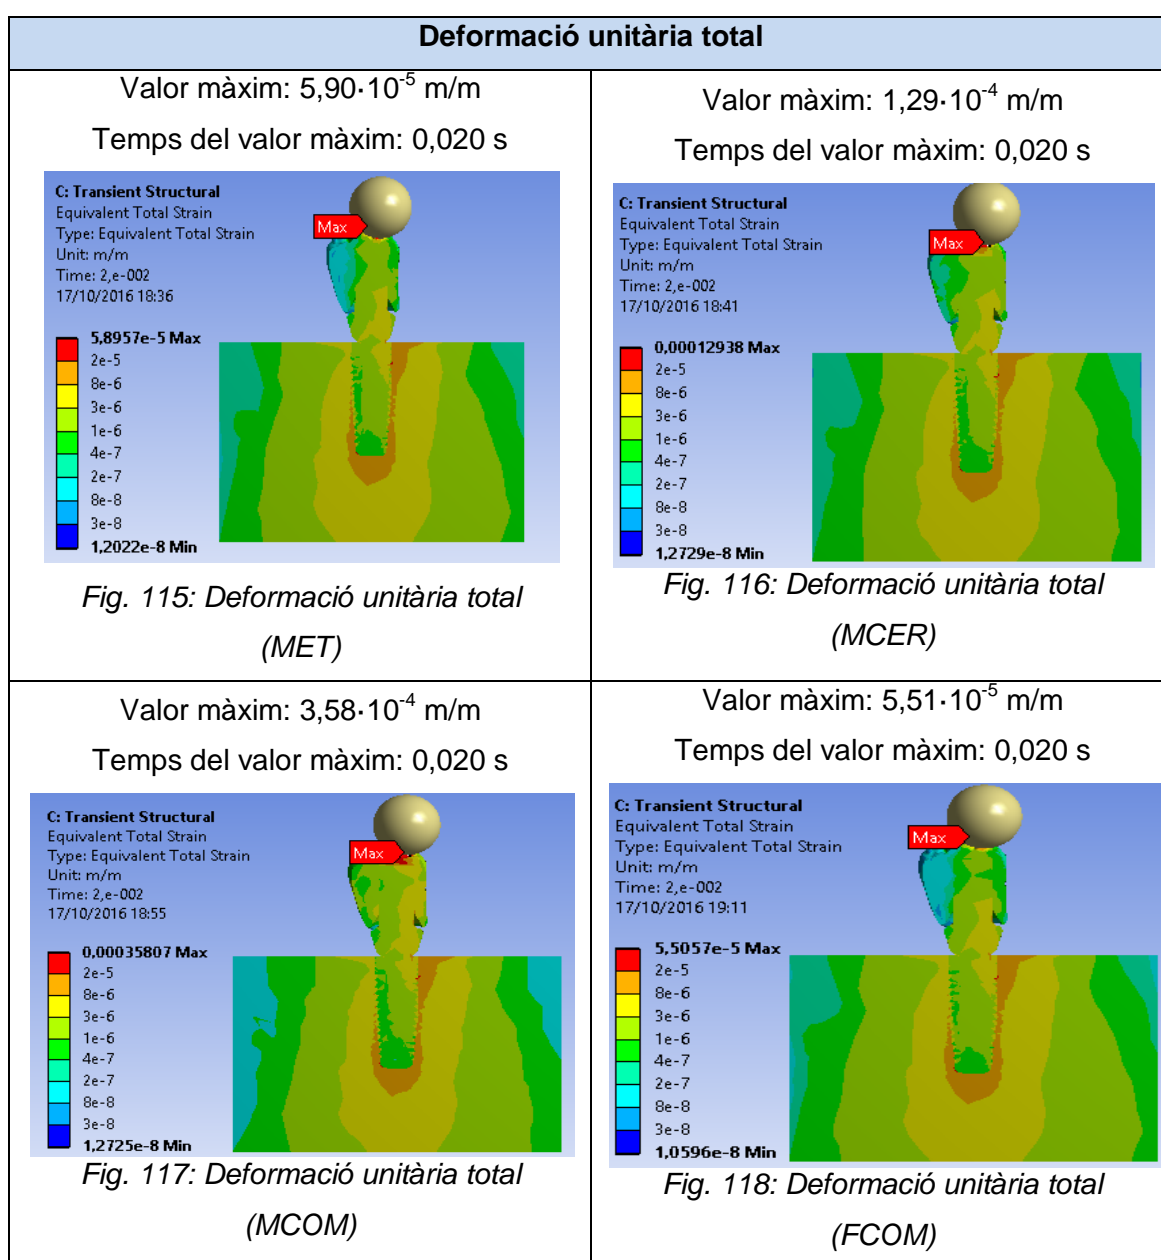 Deformació unitària total
Valor màxim: 5,90·10⁻⁵ m/m
Temps del valor màxim: 0,020 s
C: Transient Structural
Equivalent Total Strain
Type: Equivalent Total Strain
Unit: m/m
Time: 2,e-002
17/10/2016 18:36
Max
5,8957e-5 Max
2e-5
8e-6
3e-6
1e-6
4e-7
2e-7
8e-8
3e-8
1,2022e-8 Min
Fig. 115: Deformació unitària total
(MET)
Valor màxim: 1,29·10⁻⁴ m/m
Temps del valor màxim: 0,020 s
C: Transient Structural
Equivalent Total Strain
Type: Equivalent Total Strain
Unit: m/m
Time: 2,e-002
17/10/2016 18:41
Max
0,00012938 Max
2e-5
8e-6
3e-6
1e-6
4e-7
2e-7
8e-8
3e-8
1,2729e-8 Min
Fig. 116: Deformació unitària total
(MCER)
Valor màxim: 3,58·10⁻⁴ m/m
Temps del valor màxim: 0,020 s
C: Transient Structural
Equivalent Total Strain
Type: Equivalent Total Strain
Unit: m/m
Time: 2,e-002
17/10/2016 18:55
Max
0,00035807 Max
2e-5
8e-6
3e-6
1e-6
4e-7
2e-7
8e-8
3e-8
1,2725e-8 Min
Fig. 117: Deformació unitària total
(MCOM)
Valor màxim: 5,51·10⁻⁵ m/m
Temps del valor màxim: 0,020 s
C: Transient Structural
Equivalent Total Strain
Type: Equivalent Total Strain
Unit: m/m
Time: 2,e-002
17/10/2016 19:11
Max
5,5057e-5 Max
2e-5
8e-6
3e-6
1e-6
4e-7
2e-7
8e-8
3e-8
1,0596e-8 Min
Fig. 118: Deformació unitària total
(FCOM)